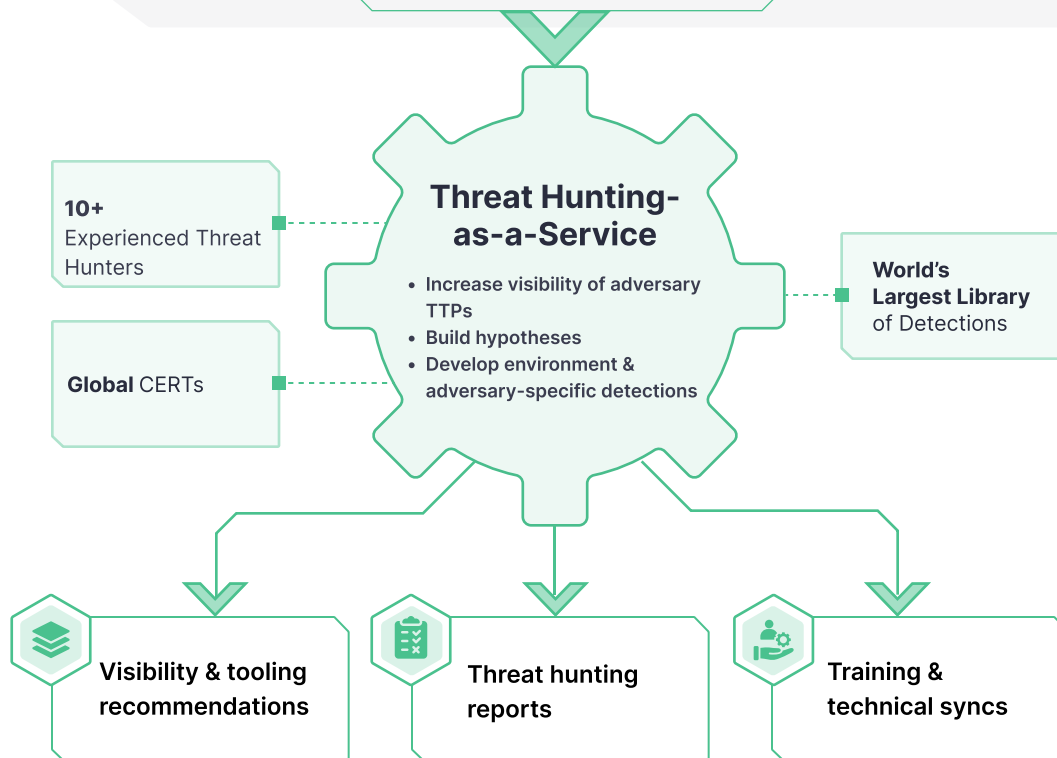 Threat Hunting-
as-a-Service
• Increase visibility of adversary
TTPs
• Build hypotheses
• Develop environment &
adversary-specific detections
10+
Experienced Threat
Hunters
Global CERTs
World’s
Largest Library
of Detections
Visibility & tooling
recommendations
Threat hunting
reports
Training &
technical syncs